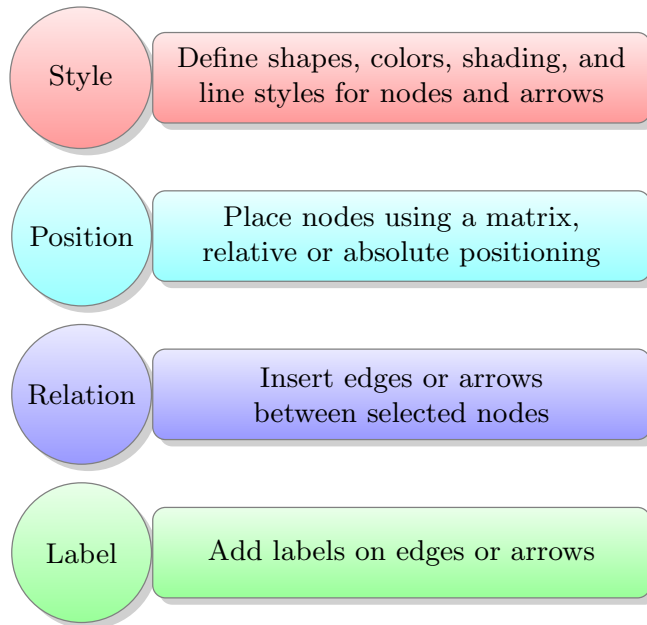 Style
Define shapes, colors, shading, and
line styles for nodes and arrows
Position
Place nodes using a matrix,
relative or absolute positioning
Relation
Insert edges or arrows
between selected nodes
Label
Add labels on edges or arrows